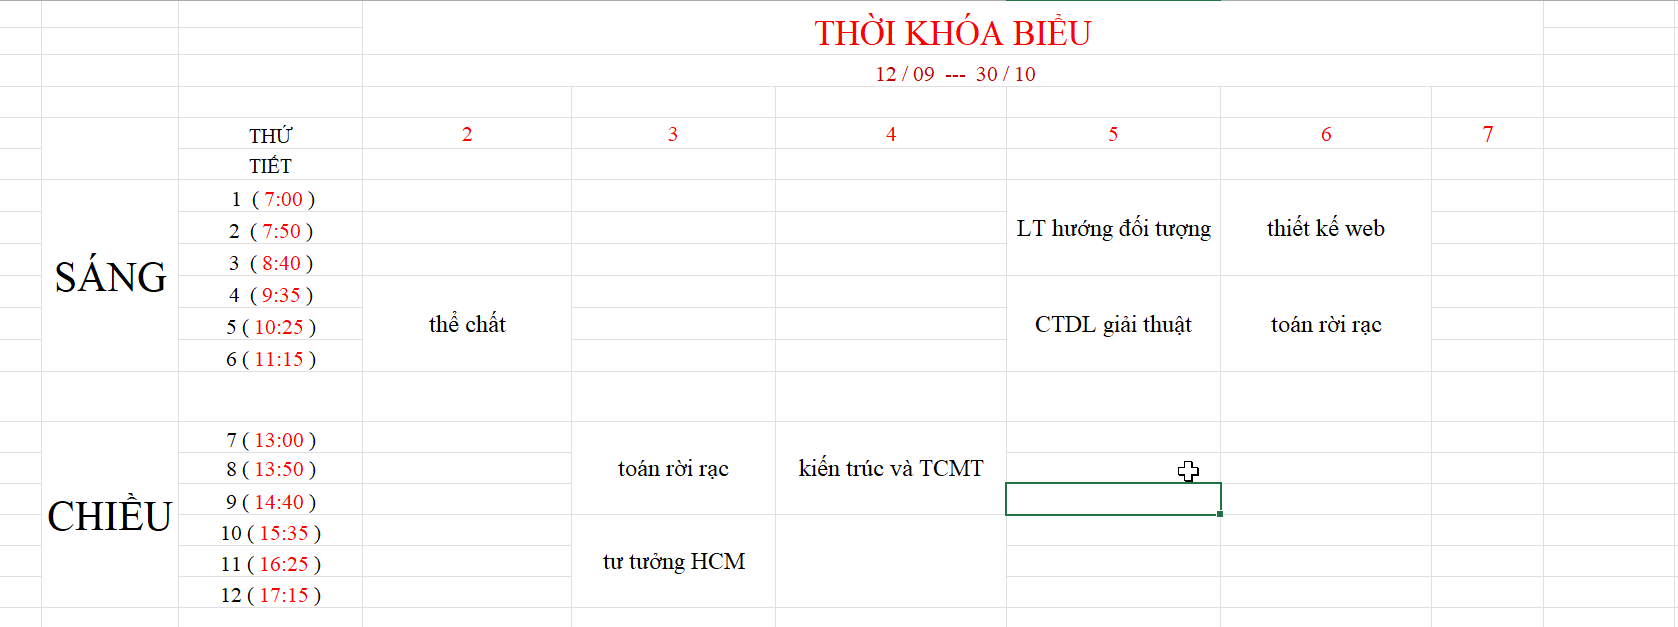 THỜI KHÓA BIỂU
12 / 09 --- 30 / 10
THỨ 2 3 4 5 6 7
TIẾT
SÁNG
1 ( 7:00 )
2 ( 7:50 ) LT hướng đối tượng thiết kế web
3 ( 8:40 )
4 ( 9:35 )
5 ( 10:25 ) thể chất CTDL giải thuật toán rời rạc
6 ( 11:15 )
CHIỀU
7 ( 13:00 )
8 ( 13:50 ) toán rời rạc kiến trúc và TCMT
9 ( 14:40 )
10 ( 15:35 )
11 ( 16:25 ) tư tưởng HCM
12 ( 17:15 )